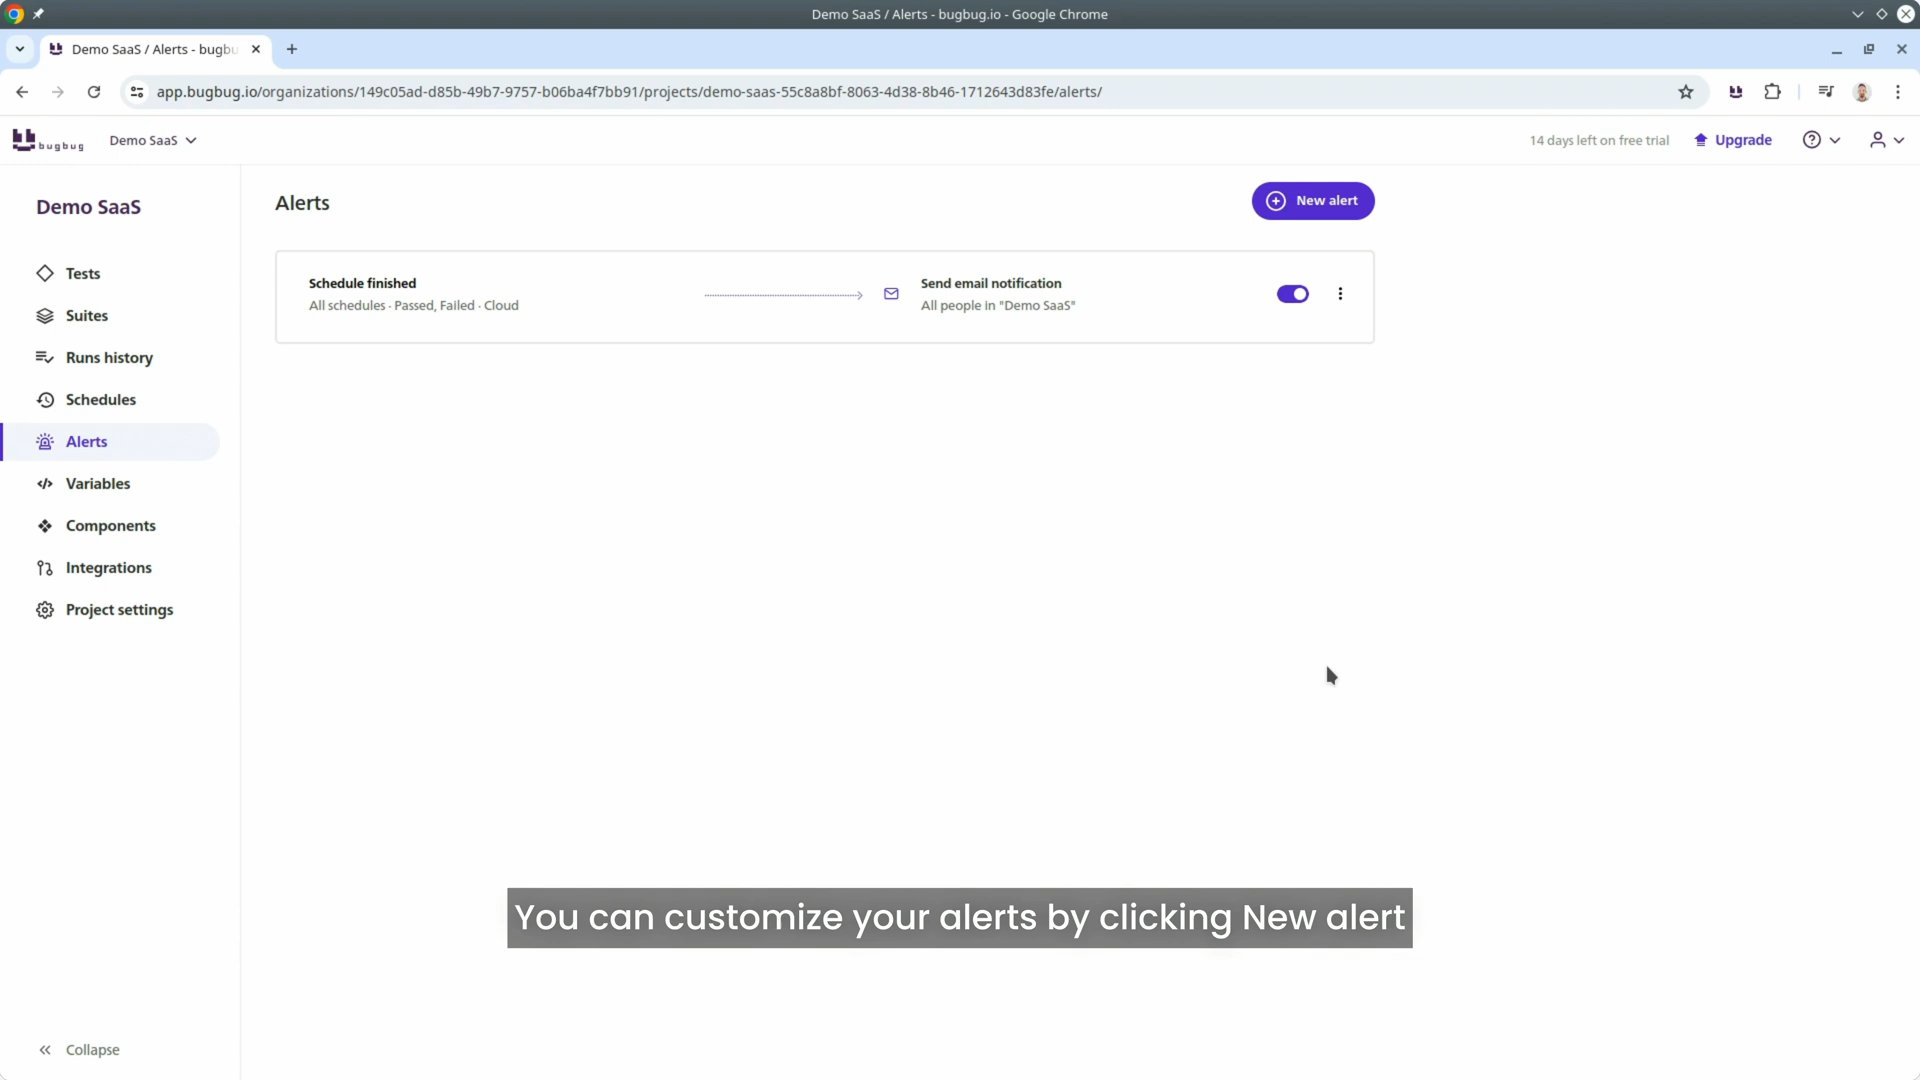 Demo SaaS / Alerts - bugbug.io - Google Chrome
Demo SaaS / Alerts - bugbu
app.bugbug.io/organizations/149c05ad-d85b-49b7-9757-b06ba4f7bb91/projects/demo-saas-55c8a8bf-8063-4d38-8b46-1712643d83fe/alerts/
bugbug
Demo SaaS
14 days left on free trial
Upgrade
Demo SaaS
Tests
Suites
Runs history
Schedules
Alerts
Variables
Components
Integrations
Project settings
Collapse
Alerts
New alert
Schedule finished
All schedules · Passed, Failed · Cloud
Send email notification
All people in "Demo SaaS"
You can customize your alerts by clicking New alert